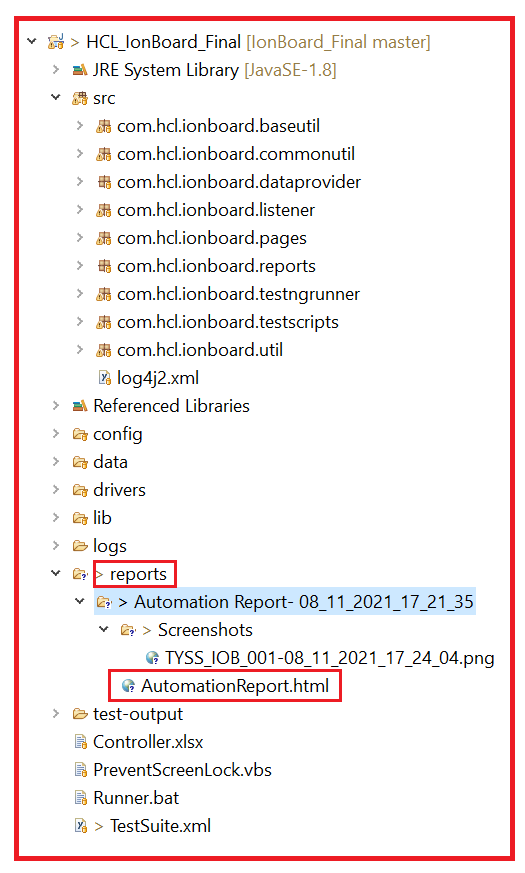 > HCL_IonBoard_Final [IonBoard_Final master]
JRE System Library [JavaSE-1.8]
src
com.hcl.ionboard.baseutil
com.hcl.ionboard.commonutil
com.hcl.ionboard.dataprovider
com.hcl.ionboard.listener
com.hcl.ionboard.pages
com.hcl.ionboard.reports
com.hcl.ionboard.testngrunner
com.hcl.ionboard.testscripts
com.hcl.ionboard.util
log4j2.xml
Referenced Libraries
config
data
drivers
lib
logs
> reports
> Automation Report- 08_11_2021_17_21_35
> Screenshots
TYSS_IOB_001-08_11_2021_17_24_04.png
AutomationReport.html
test-output
Controller.xlsx
PreventScreenLock.vbs
Runner.bat
> TestSuite.xml